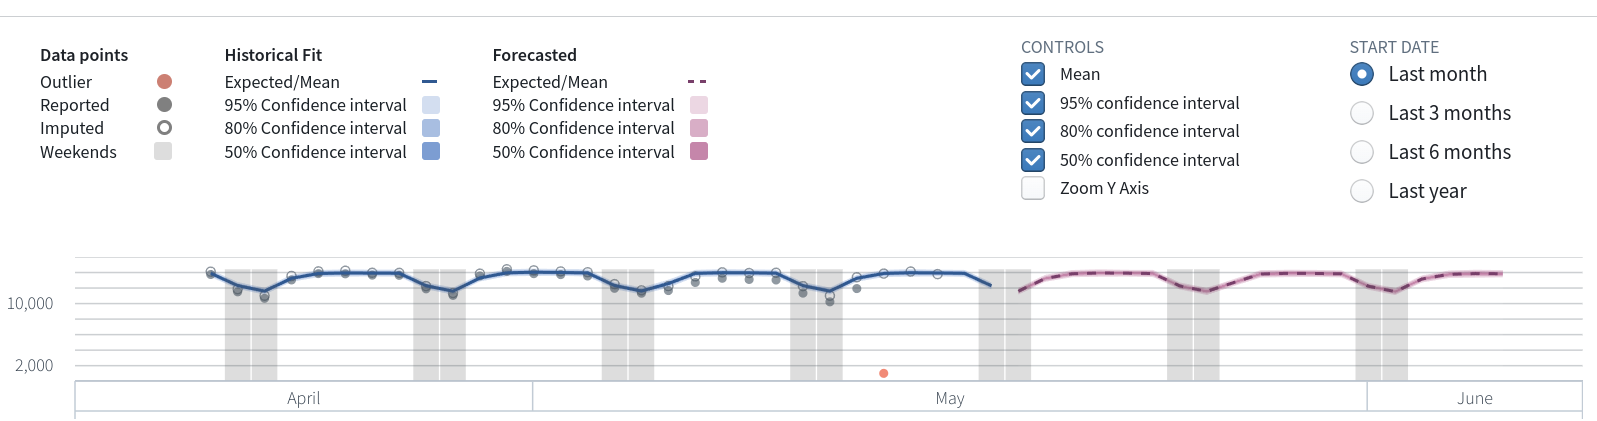 Data points
Outlier
Reported
Imputed
Weekends
Historical Fit
Expected/Mean
95% Confidence interval
80% Confidence interval
50% Confidence interval
Forecasted
Expected/Mean
95% Confidence interval
80% Confidence interval
50% Confidence interval
CONTROLS
Mean
95% confidence interval
80% confidence interval
50% confidence interval
Zoom Y Axis
START DATE
Last month
Last 3 months
Last 6 months
Last year
10,000
2,000
April
May
June